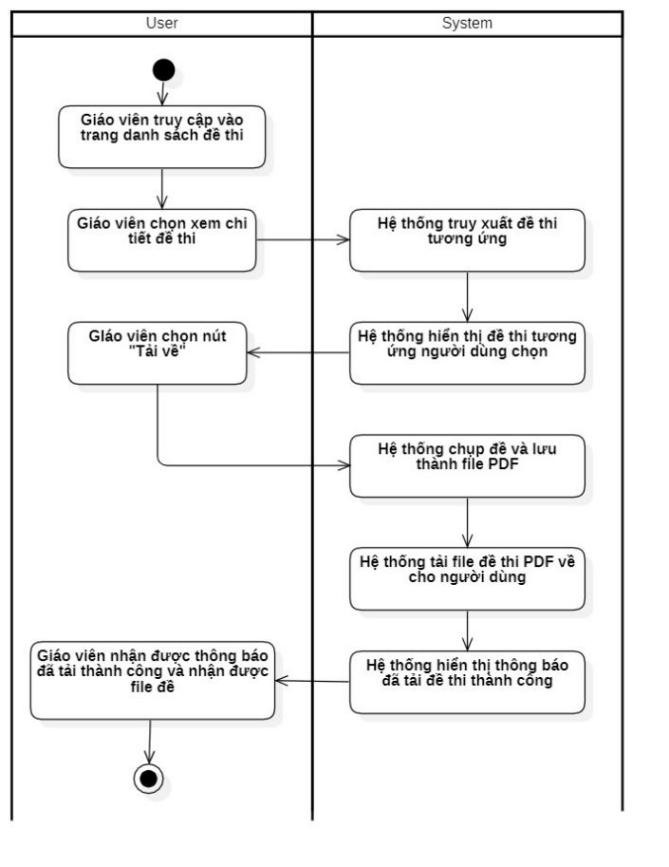 User
System
Giáo viên truy cập vào
trang danh sách đề thi
Giáo viên chọn xem chi
tiết đề thi
Hệ thống truy xuất đề thi
tương ứng
Hệ thống hiển thị đề thi tương
ứng người dùng chọn
GIáo viên chọn nút
"Tải về"
Hệ thống chụp đề và lưu
thành file PDF
Hệ thống tải file đề thi PDF về
cho người dùng
Hệ thống hiển thị thông báo
đã tải đề thi thành công
Giáo viên nhận được thông báo
đã tải thành công và nhận được
file đề